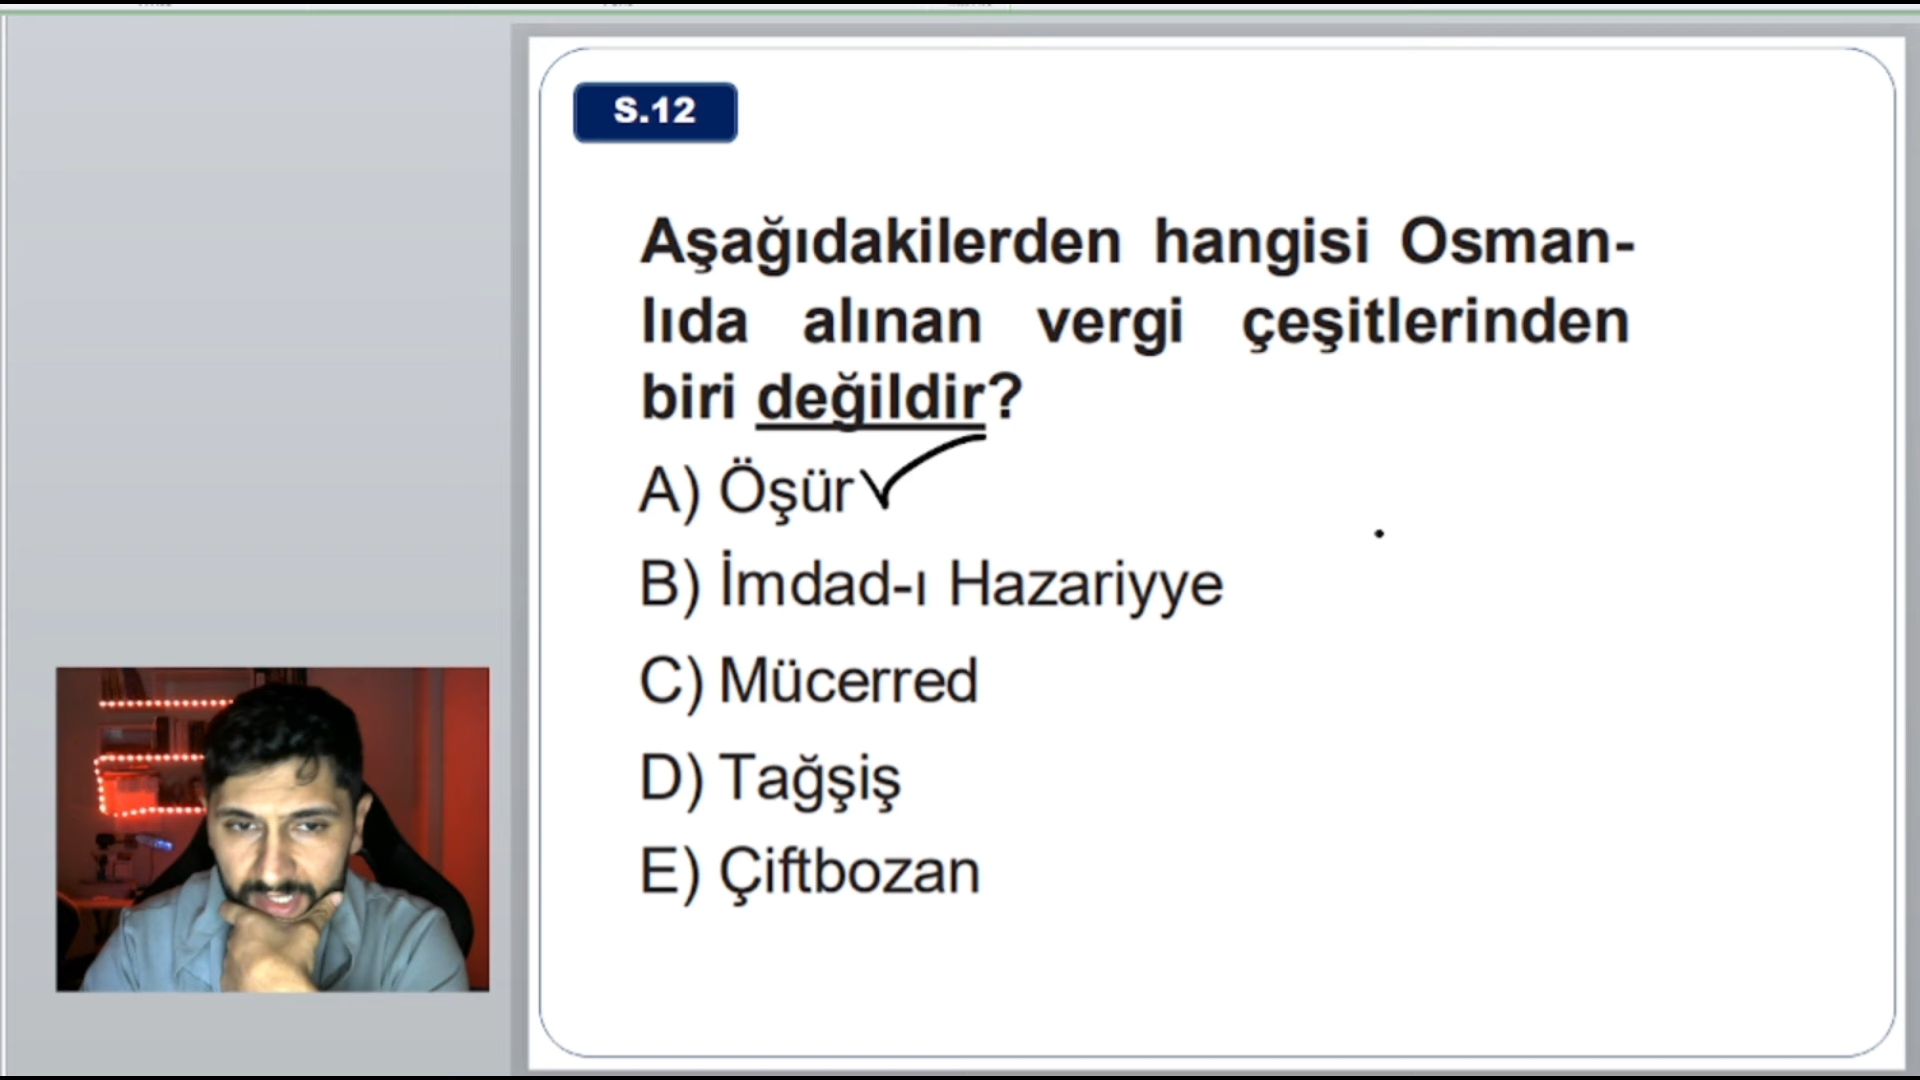 S.12
Aşağıdakilerden hangisi Osman-
lıda alınan vergi çeşitlerinden
biri değildir?
A) Öşür
B) İmdad-ı Hazariyye
C) Mücerred
D) Tağşiş
E) Çiftbozan